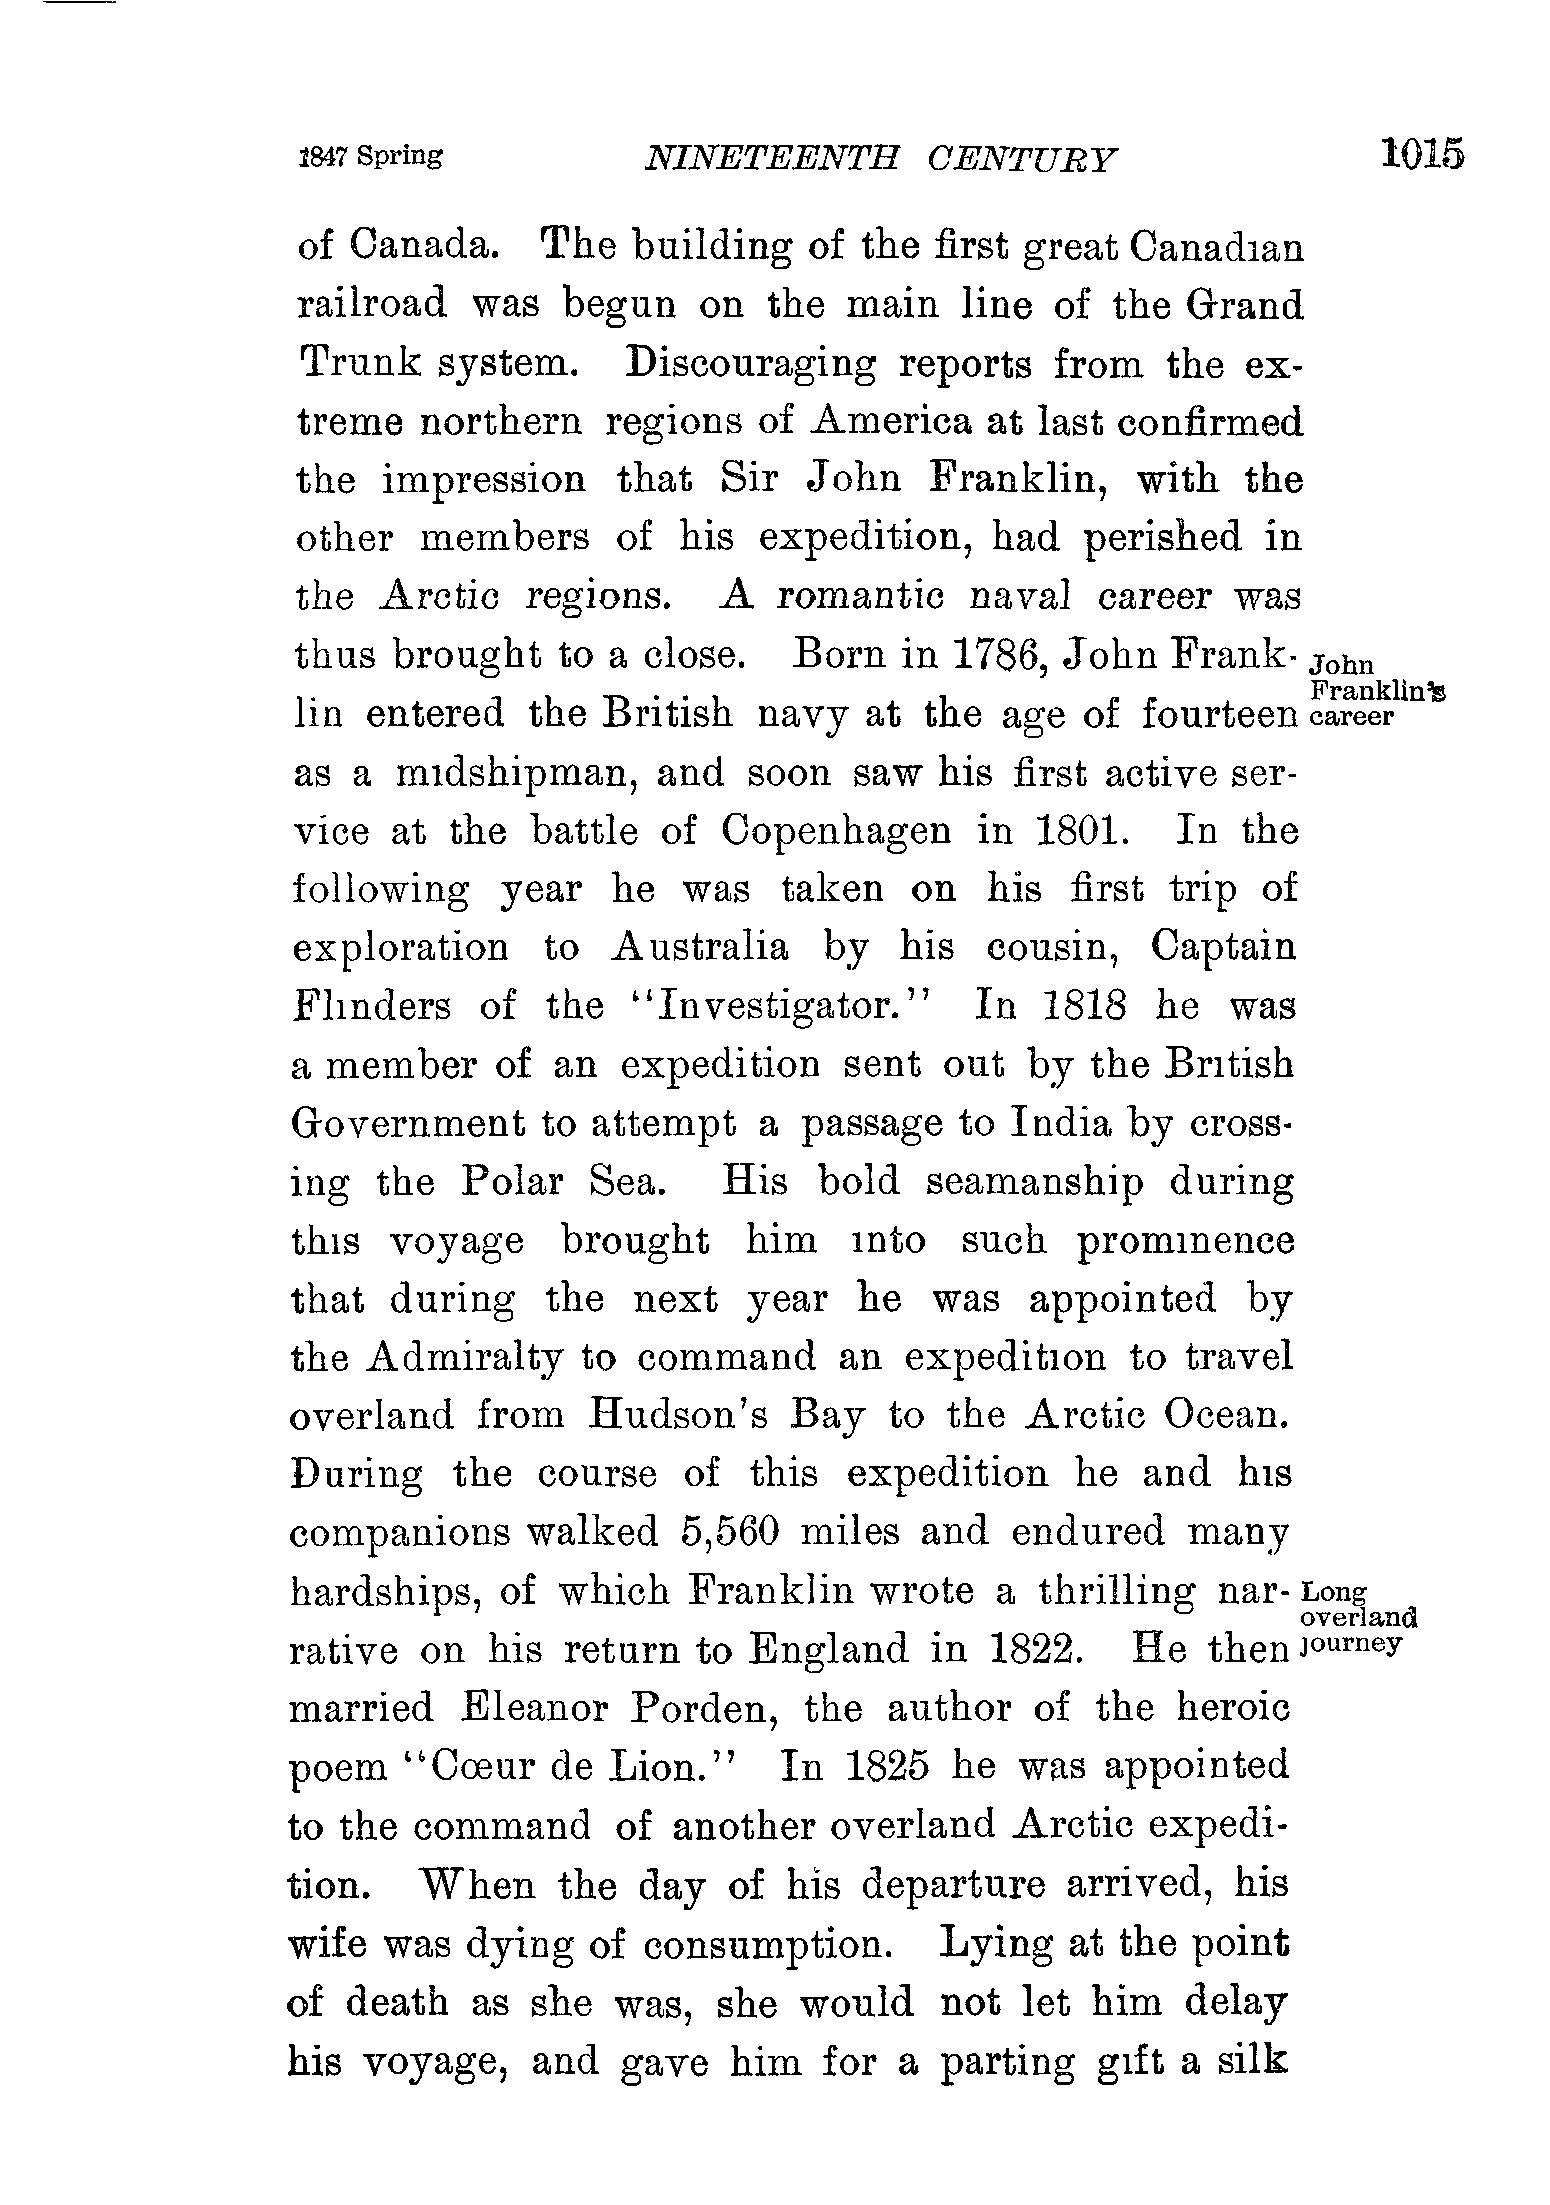 1847 Spring NINETEENTH CENTURY 1015
of Canada. The building of the first great Canadian
railroad was begun on the main line of the Grand
Trunk system. Discouraging reports from the ex-
treme northern regions of America at last confirmed
the impression that Sir John Franklin, with the
other members of his expedition, had perished in
the Arctic regions. A romantic naval career was
thus brought to a close. Born in 1786, John Frank-
lin entered the British navy at the age of fourteen
John
Franklin's
career
as a midshipman, and soon saw his first active ser-
vice at the battle of Copenhagen in 1801. In the
following year he was taken on his first trip of
exploration to Australia by his cousin, Captain
Flinders of the "Investigator." In 1818 he was
a member of an expedition sent out by the British
Government to attempt a passage to India by cross-
ing the Polar Sea. His bold seamanship during
this voyage brought him into such prominence
that during the next year he was appointed by
the Admiralty to command an expedition to travel
overland from Hudson's Bay to the Arctic Ocean.
During the course of this expedition he and his
companions walked 5,560 miles and endured many
hardships, of which Franklin wrote a thrilling nar-
rative on his return to England in 1822. He then
Long
overland
journey
married Eleanor Porden, the author of the heroic
poem "Cœur de Lion." In 1825 he was appointed
to the command of another overland Arctic expedi-
tion. When the day of his departure arrived, his
wife was dying of consumption. Lying at the point
of death as she was, she would not let him delay
his voyage, and gave him for a parting gift a silk